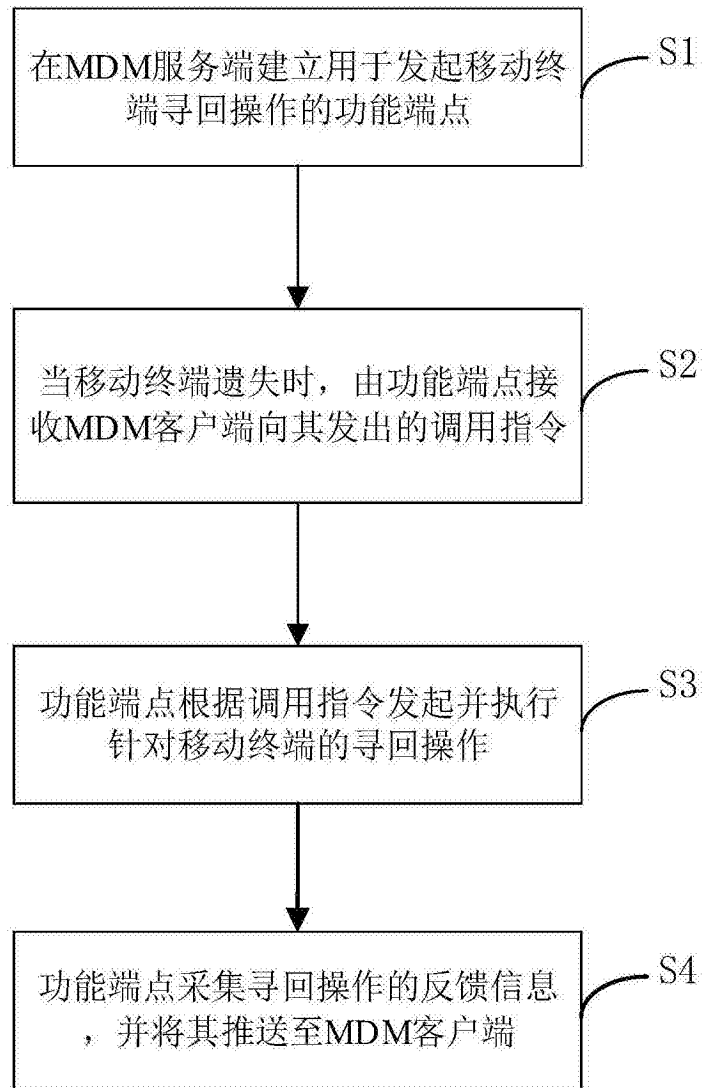 在MDM服务端建立用于发起移动终
端寻回操作的功能端点
S1
当移动终端遗失时，由功能端点接
收MDM客户端向其发出的调用指令
S2
功能端点根据调用指令发起并执行
针对移动终端的寻回操作
S3
功能端点采集寻回操作的反馈信息
，并将其推送至MDM客户端
S4